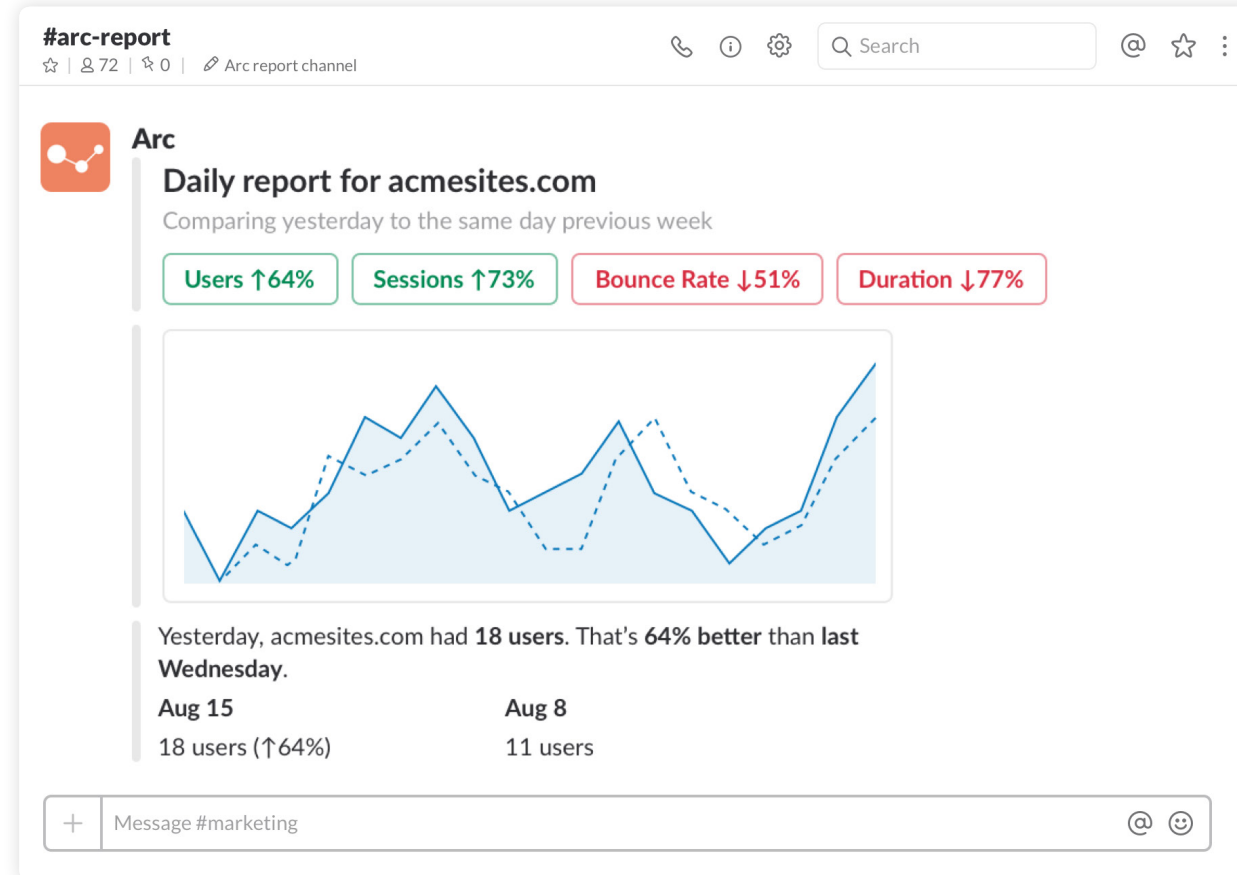 #arc-report
72 | 0 | Arc report channel
Search
Arc
Daily report for acmesites.com
Comparing yesterday to the same day previous week
Users ↑64% Sessions ↑73% Bounce Rate ↓51% Duration ↓77%
Yesterday, acmesites.com had 18 users. That's 64% better than last
Wednesday.
Aug 15 Aug 8
18 users (↑64%) 11 users
Message #marketing